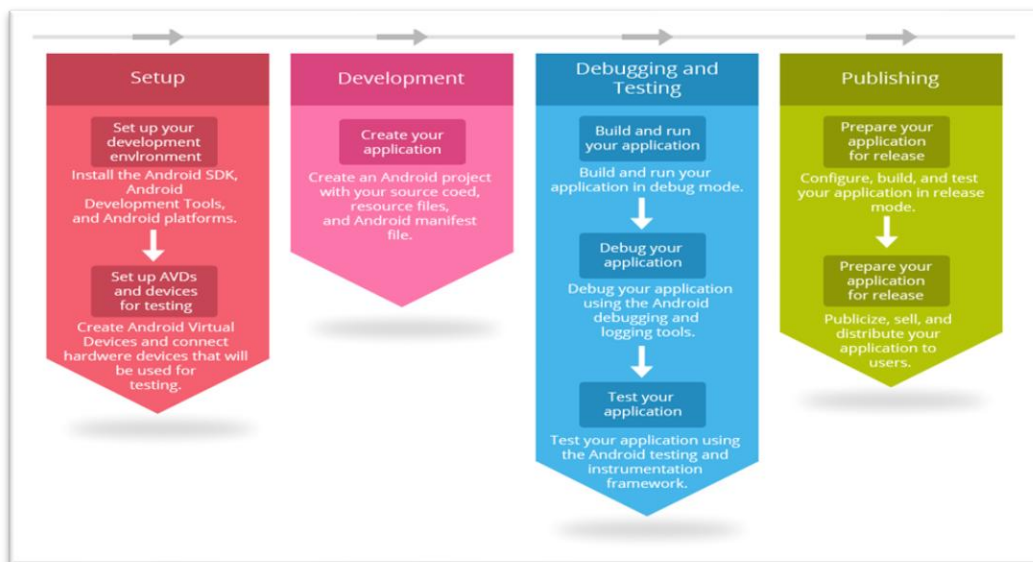 Setup
Set up your
development
environment
Install the Android SDK,
Android
Development Tools,
and Android platforms.
Set up AVDs
and devices
for testing
Create Android Virtual
Devices and connect
hardwere devices that will
be used for
testing.
Development
Create your
application
Create an Android project
with your source coed,
resource files,
and Android manifest
file.
Debugging and
Testing
Build and run
your application
Build and run your
application in debug mode.
Debug your
application
Debug your application
using the Android
debugging and
logging tools.
Test your
application
Test your application using
the Android testing and
instrumentation
framework.
Publishing
Prepare your
application
for release
Configure, build, and test
your application in release
mode.
Prepare your
application
for release
Publicize, sell, and
distribute your
application to
users.